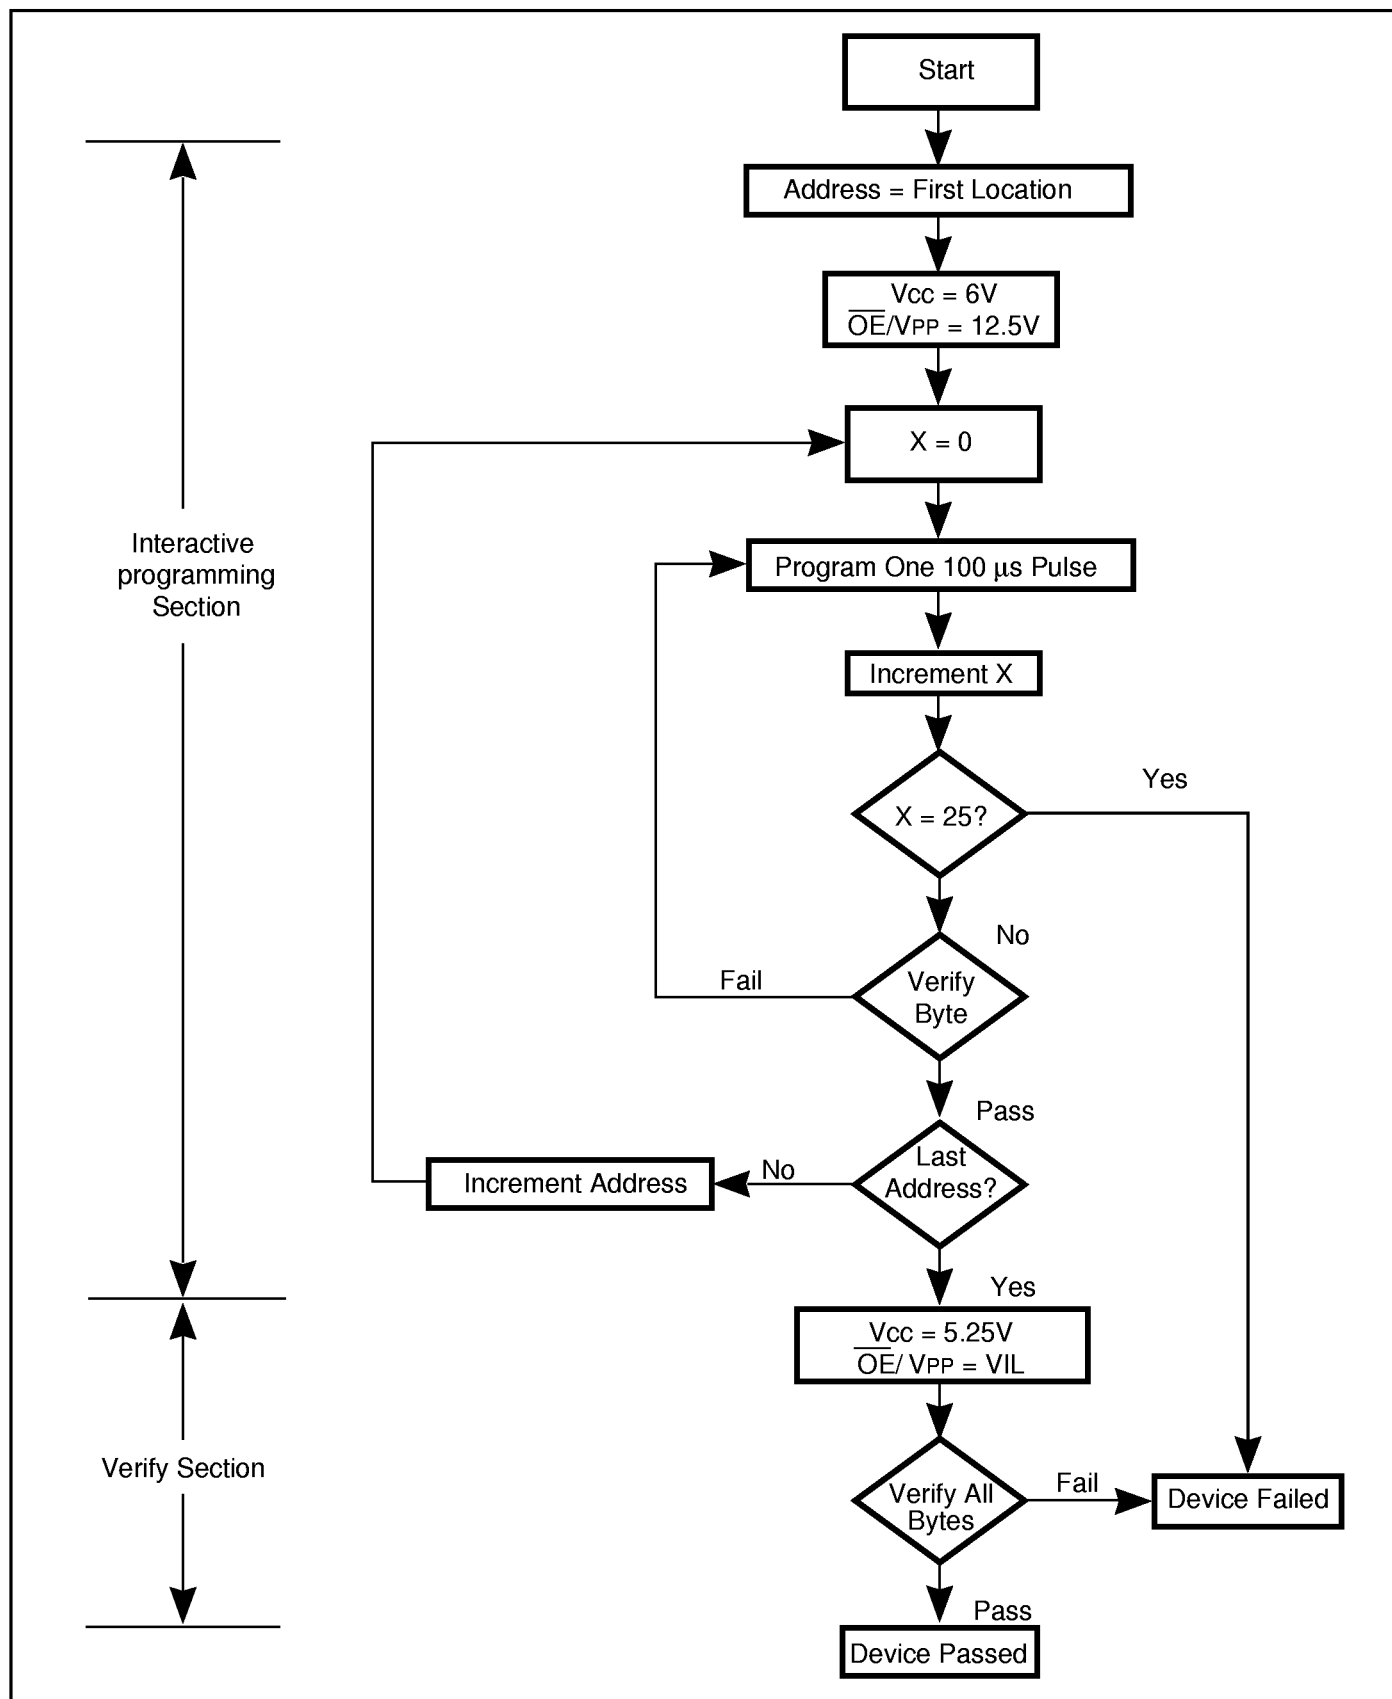 Start
Address = First Location
Vcc = 6V
OE/VPP = 12.5V
X = 0
Interactive
programming
Section
Program One 100 µs Pulse
Increment X
X = 25?
Yes
No
Verify
Byte
Fail
Pass
Last
Address?
No
Increment Address
Yes
Vcc = 5.25V
OE/ VPP = VIL
Verify Section
Verify All
Bytes
Fail
Device Failed
Pass
Device Passed